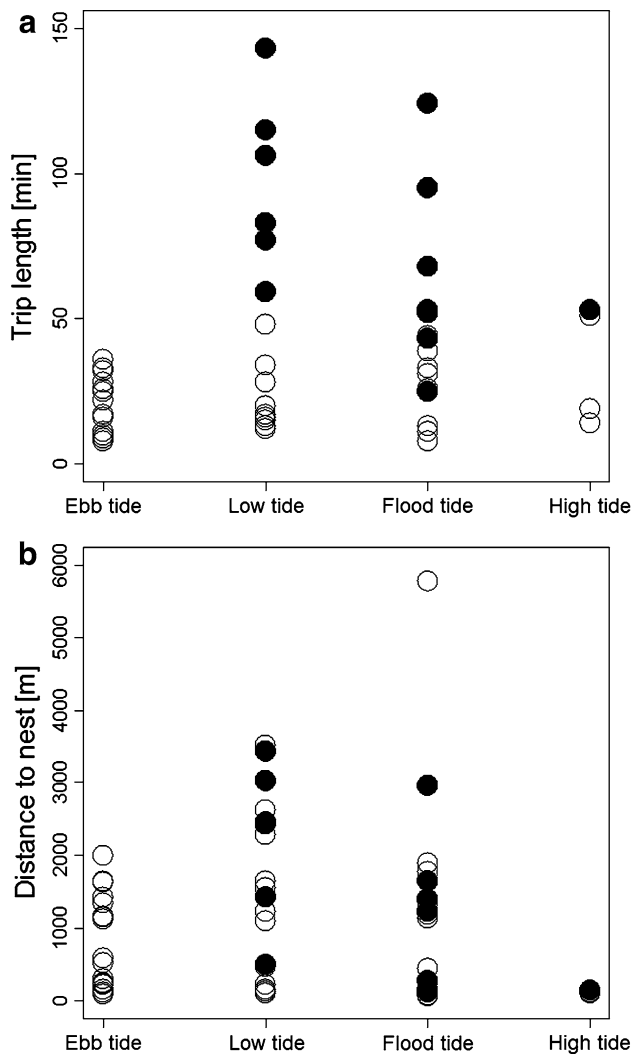 a
150
100
50
0
Trip length [min]
Ebb tide Low tide Flood tide High tide
b
6000
5000
4000
3000
2000
1000
0
Distance to nest [m]
Ebb tide Low tide Flood tide High tide